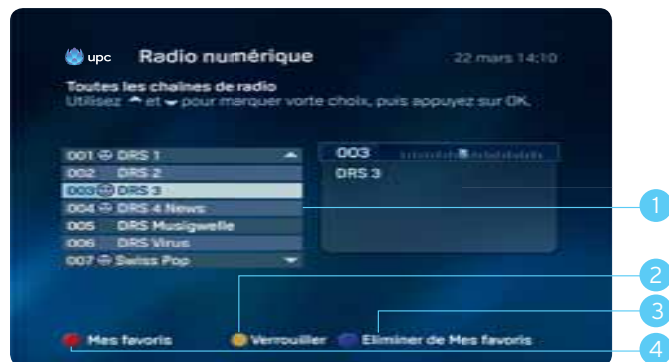 upc Radio numérique 22 mars 14:10
Toutes les chaînes de radio
Utilisez et pour marquer vorte choix, puis appuyez sur OK.
001 DRS 1
002 DRS 2
003 DRS 3
004 DRS 4 News
005 DRS Musigwelle
006 DRS Virus
007 Swiss Pop
003
DRS 3
1
2
3
4
Mes favoris Verrouiller Eliminer de Mes favoris